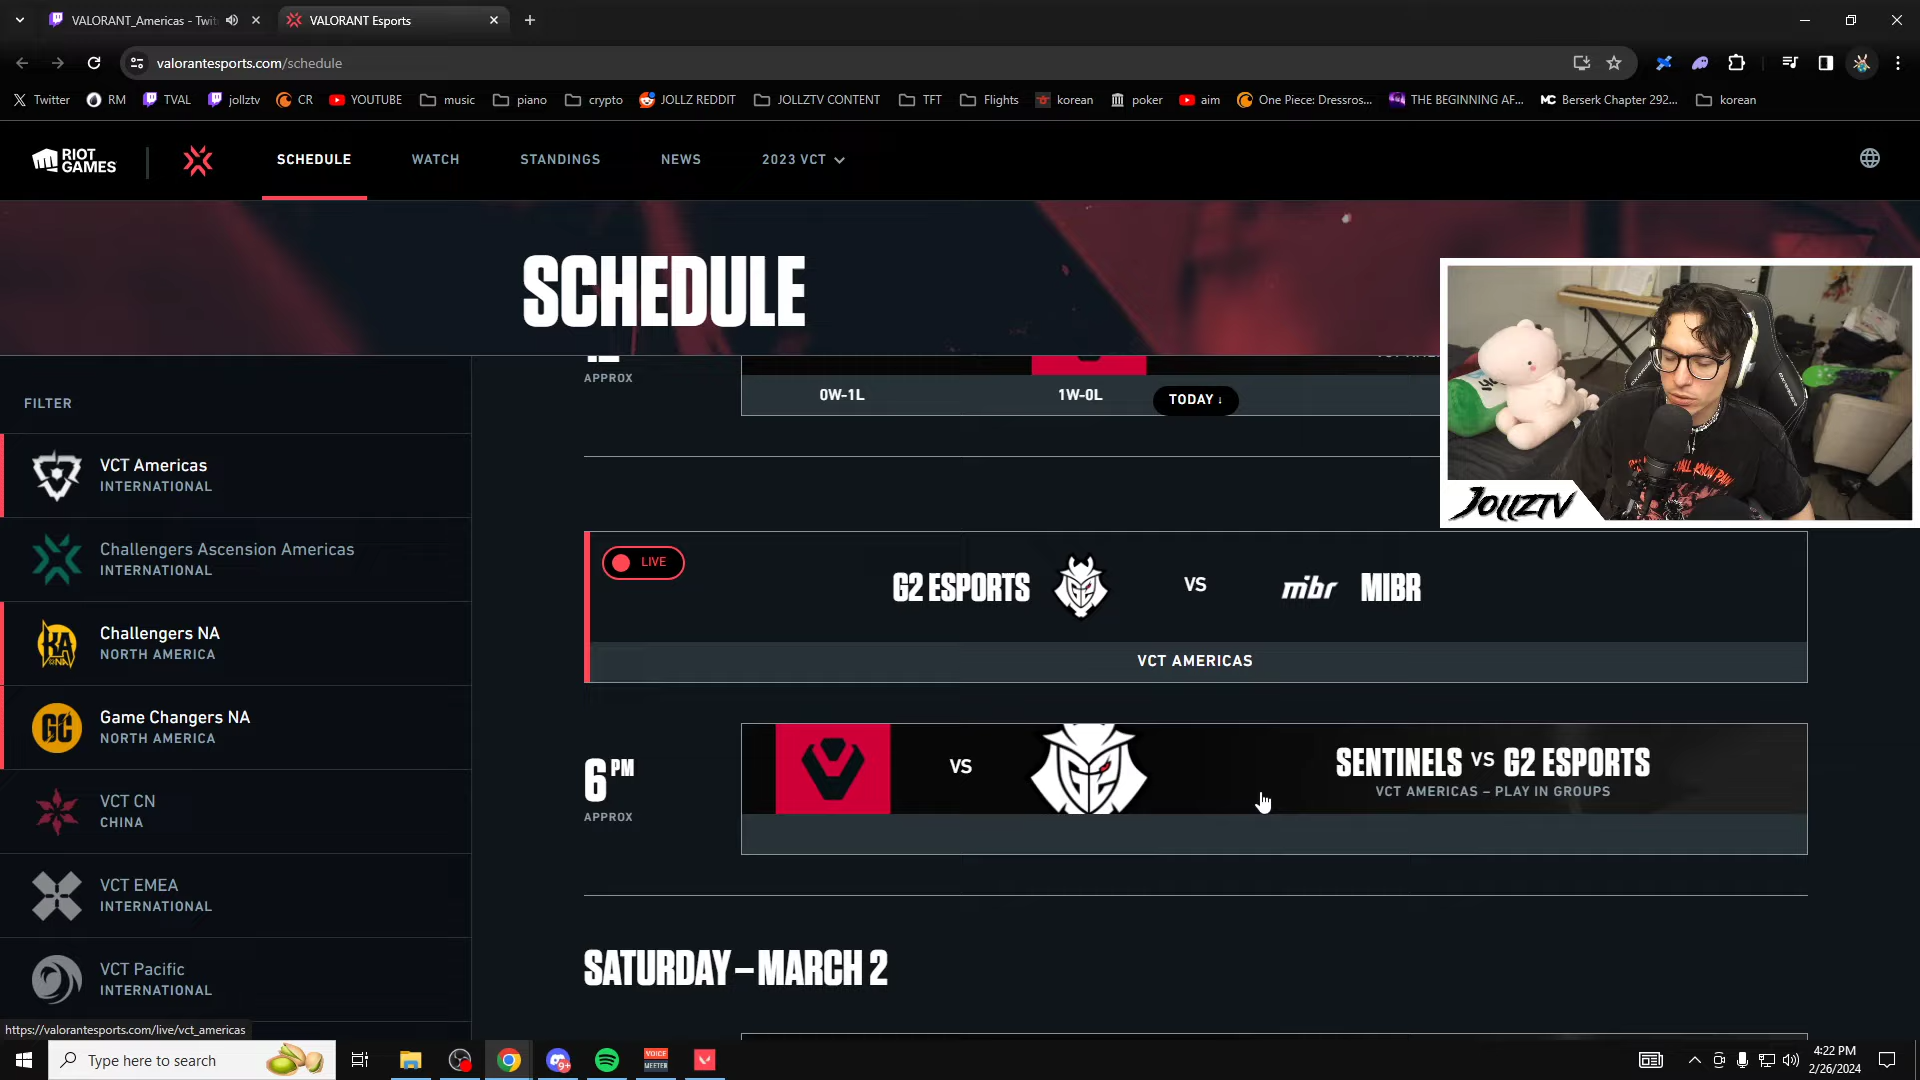 VALORANT_Americas - Twit
VALORANT Esports
valorantesports.com/schedule
Twitter
RM
TVAL
jollztv
CR
YOUTUBE
music
piano
crypto
JOLLZ REDDIT
JOLLZTV CONTENT
TFT
Flights
korean
poker
aim
One Piece: Dressros...
THE BEGINNING AF...
MC Berserk Chapter 292...
korean
RIOT GAMES
SCHEDULE
WATCH
STANDINGS
NEWS
2023 VCT
SCHEDULE
FILTER
VCT Americas
INTERNATIONAL
Challengers Ascension Americas
INTERNATIONAL
Challengers NA
NORTH AMERICA
Game Changers NA
NORTH AMERICA
VCT CN
CHINA
VCT EMEA
INTERNATIONAL
VCT Pacific
INTERNATIONAL
APPROX
0W-1L
1W-0L
TODAY ↓
JOLLZTV
LIVE
G2 ESPORTS
VS
mibr
MIBR
VCT AMERICAS
6 PM
APPROX
VS
G2
SENTINELS VS G2 ESPORTS
VCT AMERICAS – PLAY IN GROUPS
SATURDAY – MARCH 2
https://valorantesports.com/live/vct_americas
Type here to search
9+
VOICE
MEETER
4:22 PM
2/26/2024